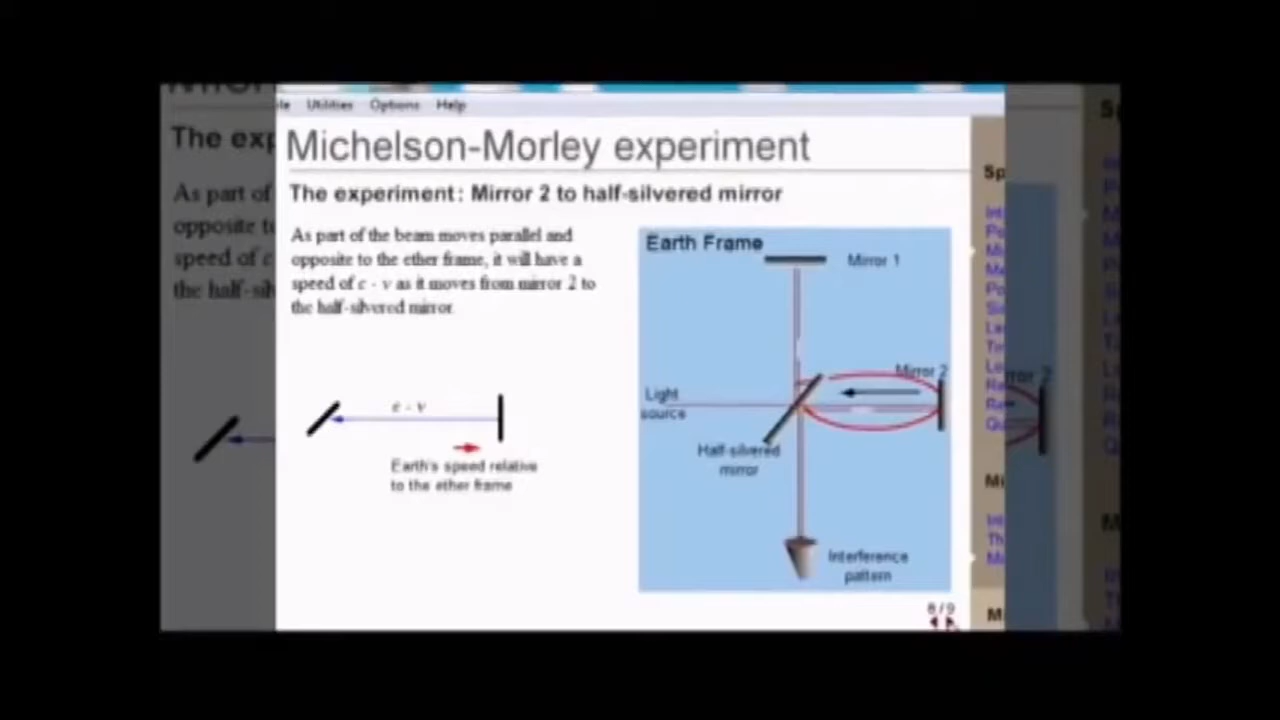 Utilities Options Help
Michelson-Morley experiment
The exp
The experiment: Mirror 2 to half-silvered mirror
As part of
opposite to
speed of c
the half-silv
As part of the beam moves parallel and
opposite to the ether frame, it will have a
speed of c - v as it moves from mirror 2 to
the half-silvered mirror
c - v
Earth's speed relative
to the ether frame
Earth Frame
Mirror 1
Mirror 2
Light
source
Half-silvered
mirror
Interference
pattern